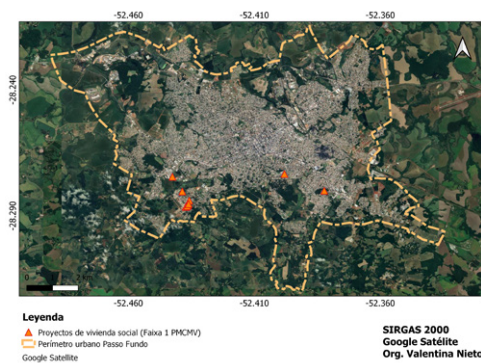 -52.460 -52.410 -52.360
-28.240
-28.290
0
-52.460 -52.410 -52.360
Leyenda
Proyectos de vivienda social (Faixa 1 PMCMV)
Perímetro urbano Passo Fundo
Google Satellite
SIRGAS 2000
Google Satélite
Org. Valentina Nieto